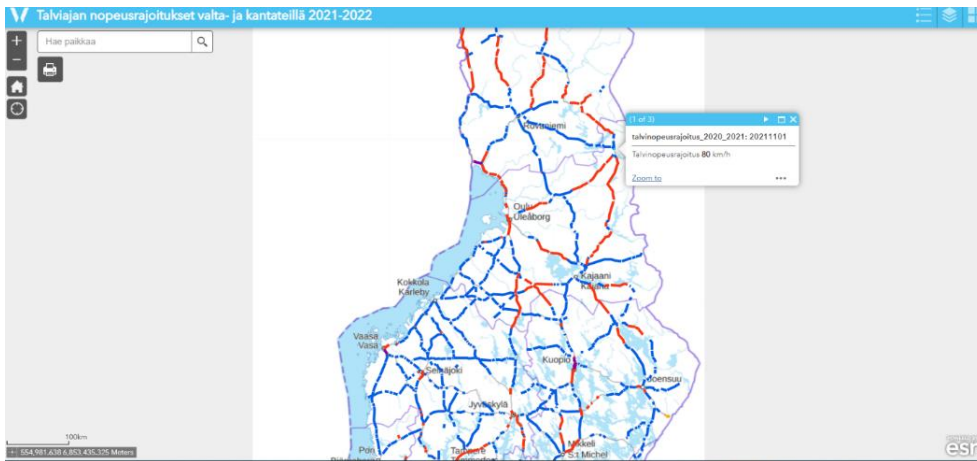 Talviajan nopeusrajoitukset valta- ja kantateillä 2021-2022
Hae paikkaa
(1 of 3)
talvinopeusrajoitus_2020_2021: 20211101
Talvinopeusrajoitus 80 km/h
Zoom to
Rovaniemi
Oulu
Uleåborg
Kajaani
Kajana
Kokkola
Karleby
Vaasa
Vasa
Kuopio
Seinäjoki
Joensuu
Jyväskylä
Mikkeli
S:t Michel
Pori
Tampere
100km
554,981.638 6,853,435.325 Meters
esri